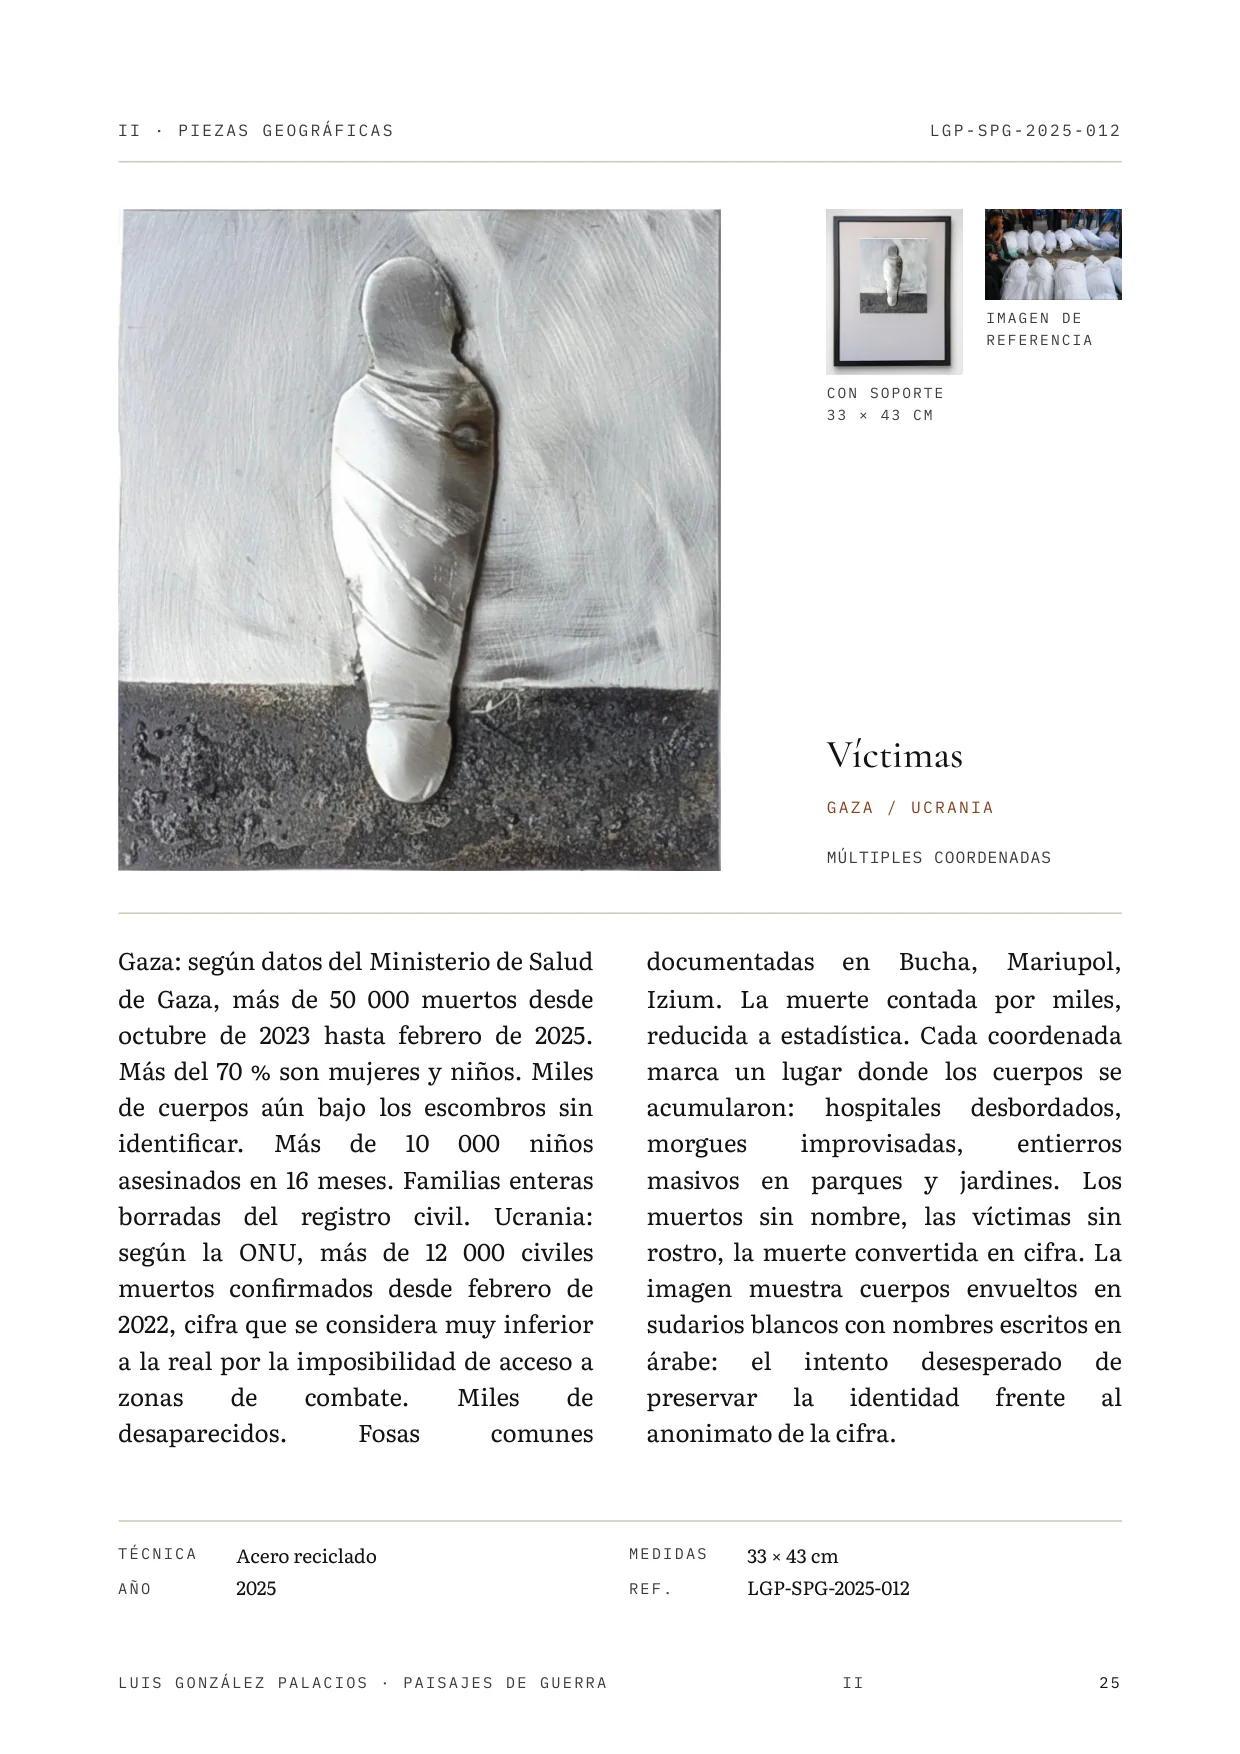 II · PIEZAS GEOGRÁFICAS
LGP-SPG-2025-012
CON SOPORTE
33 × 43 CM
IMAGEN DE
REFERENCIA
Víctimas
GAZA / UCRANIA
MÚLTIPLES COORDENADAS
Gaza: según datos del Ministerio de Salud
de Gaza, más de 50 000 muertos desde
octubre de 2023 hasta febrero de 2025.
Más del 70 % son mujeres y niños. Miles
de cuerpos aún bajo los escombros sin
identificar. Más de 10 000 niños
asesinados en 16 meses. Familias enteras
borradas del registro civil. Ucrania:
según la ONU, más de 12 000 civiles
muertos confirmados desde febrero de
2022, cifra que se considera muy inferior
a la real por la imposibilidad de acceso a
zonas de combate. Miles de
desaparecidos. Fosas comunes
documentadas en Bucha, Mariupol,
Izium. La muerte contada por miles,
reducida a estadística. Cada coordenada
marca un lugar donde los cuerpos se
acumularon: hospitales desbordados,
morgues improvisadas, entierros
masivos en parques y jardines. Los
muertos sin nombre, las víctimas sin
rostro, la muerte convertida en cifra. La
imagen muestra cuerpos envueltos en
sudarios blancos con nombres escritos en
árabe: el intento desesperado de
preservar la identidad frente al
anonimato de la cifra.
TÉCNICA Acero reciclado
AÑO 2025
MEDIDAS 33 × 43 cm
REF. LGP-SPG-2025-012
LUIS GONZÁLEZ PALACIOS · PAISAJES DE GUERRA
II
25